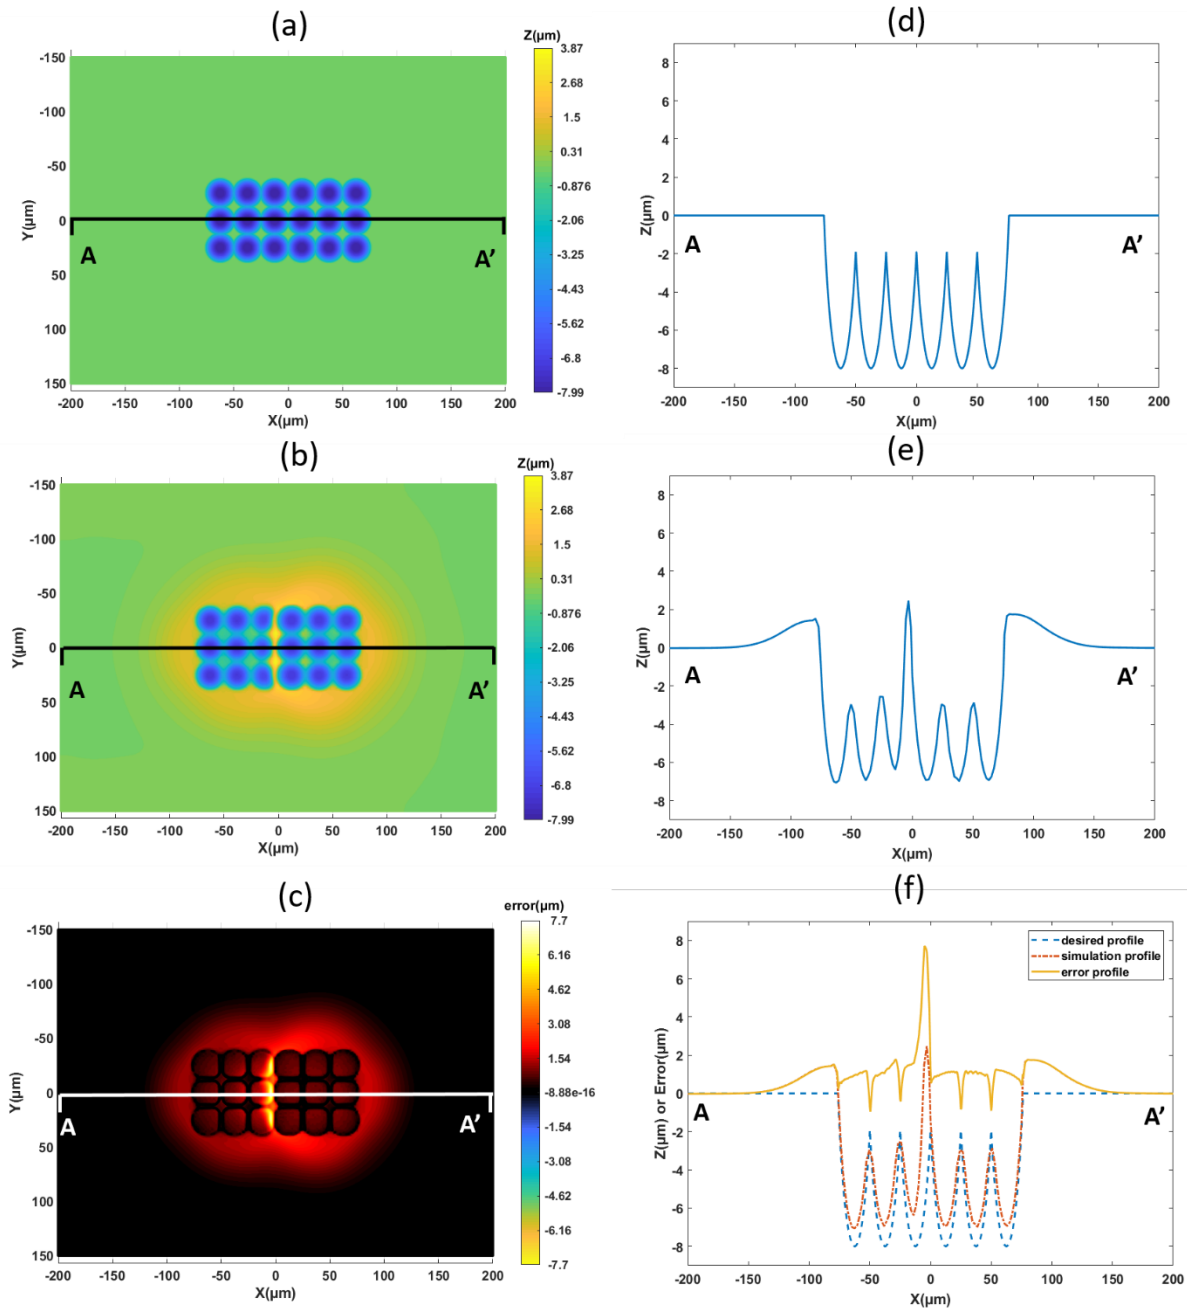 (a)
Z(μm)
3.87
2.68
1.5
0.31
-0.876
-2.06
-3.25
-4.43
-5.62
-6.8
-7.99
-150
-100
-50
0
50
100
150
Y(μm)
A
A'
-200 -150 -100 -50 0 50 100 150 200
X(μm)
(d)
8
6
4
2
0
-2
-4
-6
-8
Z(μm)
A
A'
-200 -150 -100 -50 0 50 100 150 200
X(μm)
(b)
Z(μm)
3.87
2.68
1.5
0.31
-0.876
-2.06
-3.25
-4.43
-5.62
-6.8
-7.99
-150
-100
-50
0
50
100
150
Y(μm)
A
A'
-200 -150 -100 -50 0 50 100 150 200
X(μm)
(e)
8
6
4
2
0
-2
-4
-6
-8
Z(μm)
A
A'
-200 -150 -100 -50 0 50 100 150 200
X(μm)
(c)
error(μm)
7.7
6.16
4.62
3.08
1.54
-8.88e-16
-1.54
-3.08
-4.62
-6.16
-7.7
-150
-100
-50
0
50
100
150
Y(μm)
A
A'
-200 -150 -100 -50 0 50 100 150 200
X(μm)
(f)
desired profile
simulation profile
error profile
8
6
4
2
0
-2
-4
-6
-8
Z(μm) or Error(μm)
A
A'
-200 -150 -100 -50 0 50 100 150 200
X(μm)